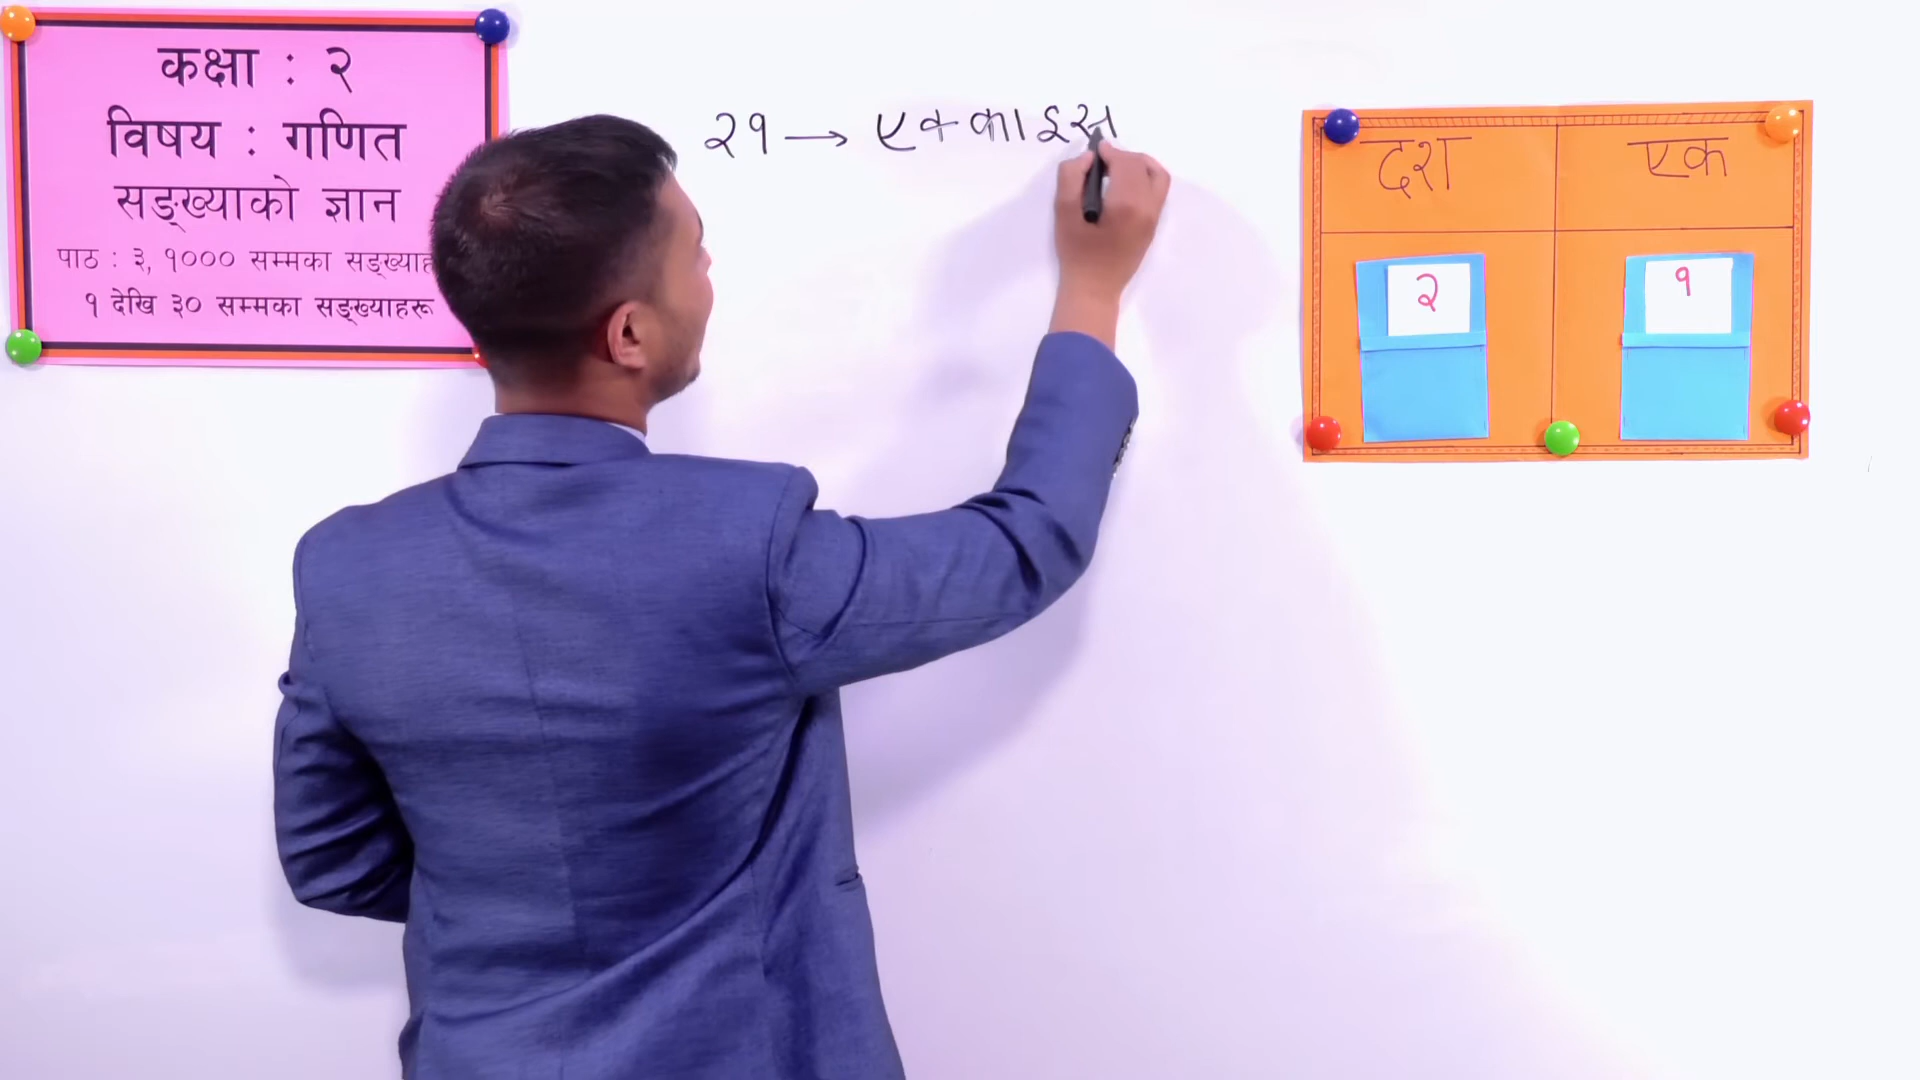 कक्षा : २
विषय : गणित
सङ्ख्याको ज्ञान
पाठ : ३, १००० सम्मका सङ्ख्याह
१ देखि ३० सम्मका सङ्ख्याहरू
२१ → एक्काइस
दश एक
२ १